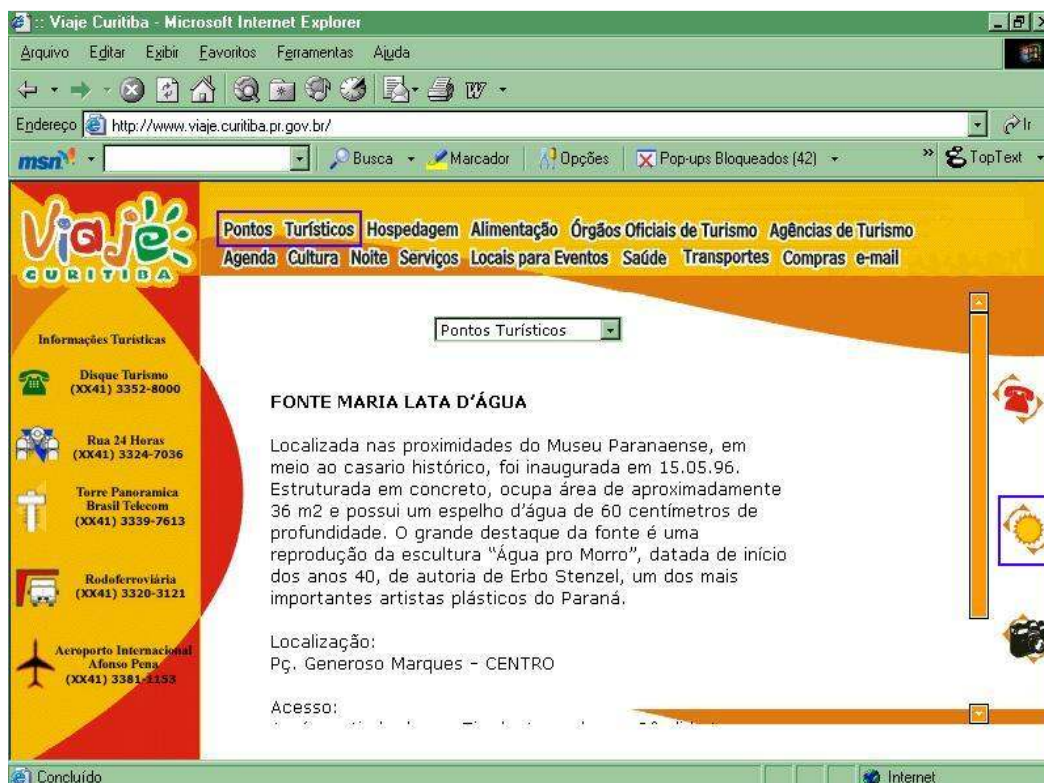 :: Viaje Curitiba - Microsoft Internet Explorer
Arquivo Editar Exibir Favoritos Ferramentas Ajuda
Endereço http://www.viaje.curitiba.pr.gov.br/ Ir
msn Busca Marcador Opções Pop-ups Bloqueados (42) » TopText
Viaje
CURITIBA
Pontos Turísticos Hospedagem Alimentação Órgãos Oficiais de Turismo Agências de Turismo
Agenda Cultura Noite Serviços Locais para Eventos Saúde Transportes Compras e-mail
Informações Turísticas
Disque Turismo
(XX41) 3352-8000
Rua 24 Horas
(XX41) 3324-7036
Torre Panoramica
Brasil Telecom
(XX41) 3339-7613
Rodoferroviária
(XX41) 3320-3121
Aeroporto Internacional
Afonso Pena
(XX41) 3381-1153
Pontos Turísticos
FONTE MARIA LATA D'ÁGUA
Localizada nas proximidades do Museu Paranaense, em
meio ao casario histórico, foi inaugurada em 15.05.96.
Estruturada em concreto, ocupa área de aproximadamente
36 m2 e possui um espelho d'água de 60 centímetros de
profundidade. O grande destaque da fonte é uma
reprodução da escultura "Água pro Morro", datada de início
dos anos 40, de autoria de Erbo Stenzel, um dos mais
importantes artistas plásticos do Paraná.
Localização:
Pç. Generoso Marques - CENTRO
Acesso:
Concluído Internet